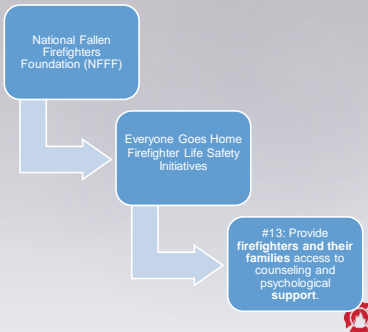 National Fallen
Firefighters
Foundation (NFFF)
Everyone Goes Home
Firefighter Life Safety
Initiatives
#13: Provide
firefighters and their
families access to
counseling and
psychological
support.